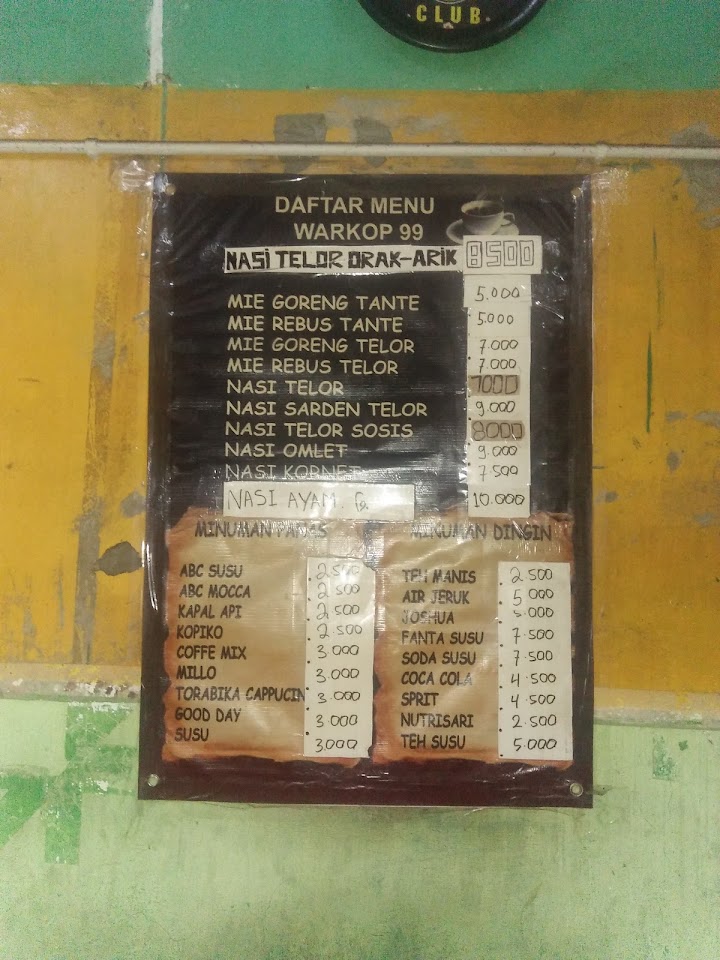 CLUB
DAFTAR MENU
WARKOP 99
NASI TELOR ORAK-ARIK 8500
MIE GORENG TANTE 5.000
MIE REBUS TANTE 5.000
MIE GORENG TELOR 7.000
MIE REBUS TELOR 7.000
NASI TELOR 7000
NASI SARDEN TELOR 9.000
NASI TELOR SOSIS 8000
NASI OMLET 9.000
NASI KORNET 7.500
NASI AYAM. 10.000
MINUMAN PANAS
ABC SUSU 2.500
ABC MOCCA 2.500
KAPAL API 2.500
KOPIKO 2.500
COFFE MIX 3.000
MILLO 3.000
TORABIKA CAPPUCIN 3.000
GOOD DAY 3.000
SUSU 3.000
MINUMAN DINGIN
TEH MANIS 2.500
AIR JERUK 5.000
JOSHUA 5.000
FANTA SUSU 7.500
SODA SUSU 7.500
COCA COLA 4.500
SPRIT 4.500
NUTRISARI 2.500
TEH SUSU 5.000